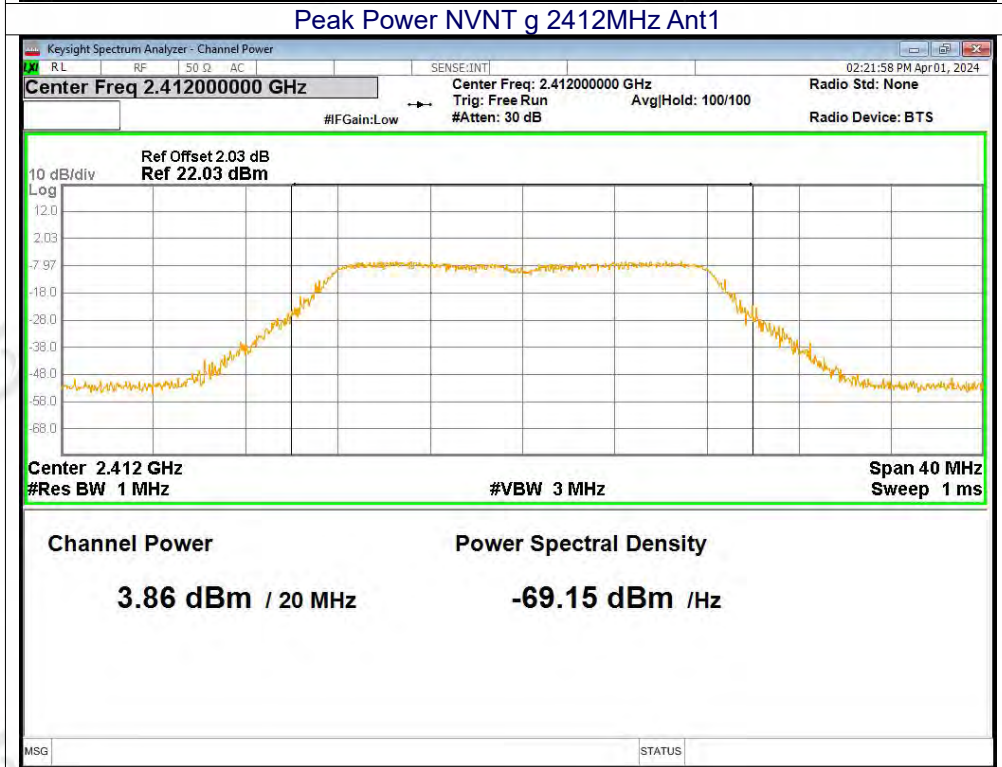 Peak Power NVNT g 2412MHz Ant1
Keysight Spectrum Analyzer - Channel Power
LXI RL RF 50 Ω AC SENSE:INT 02:21:58 PM Apr 01, 2024
Center Freq 2.412000000 GHz Center Freq: 2.412000000 GHz Radio Std: None
Trig: Free Run Avg|Hold: 100/100
#IFGain:Low #Atten: 30 dB Radio Device: BTS
Ref Offset 2.03 dB
10 dB/div Ref 22.03 dBm
Log
12.0
2.03
-7.97
-18.0
-28.0
-38.0
-48.0
-58.0
-68.0
Center 2.412 GHz Span 40 MHz
#Res BW 1 MHz #VBW 3 MHz Sweep 1 ms
Channel Power Power Spectral Density
3.86 dBm / 20 MHz -69.15 dBm /Hz
MSG STATUS